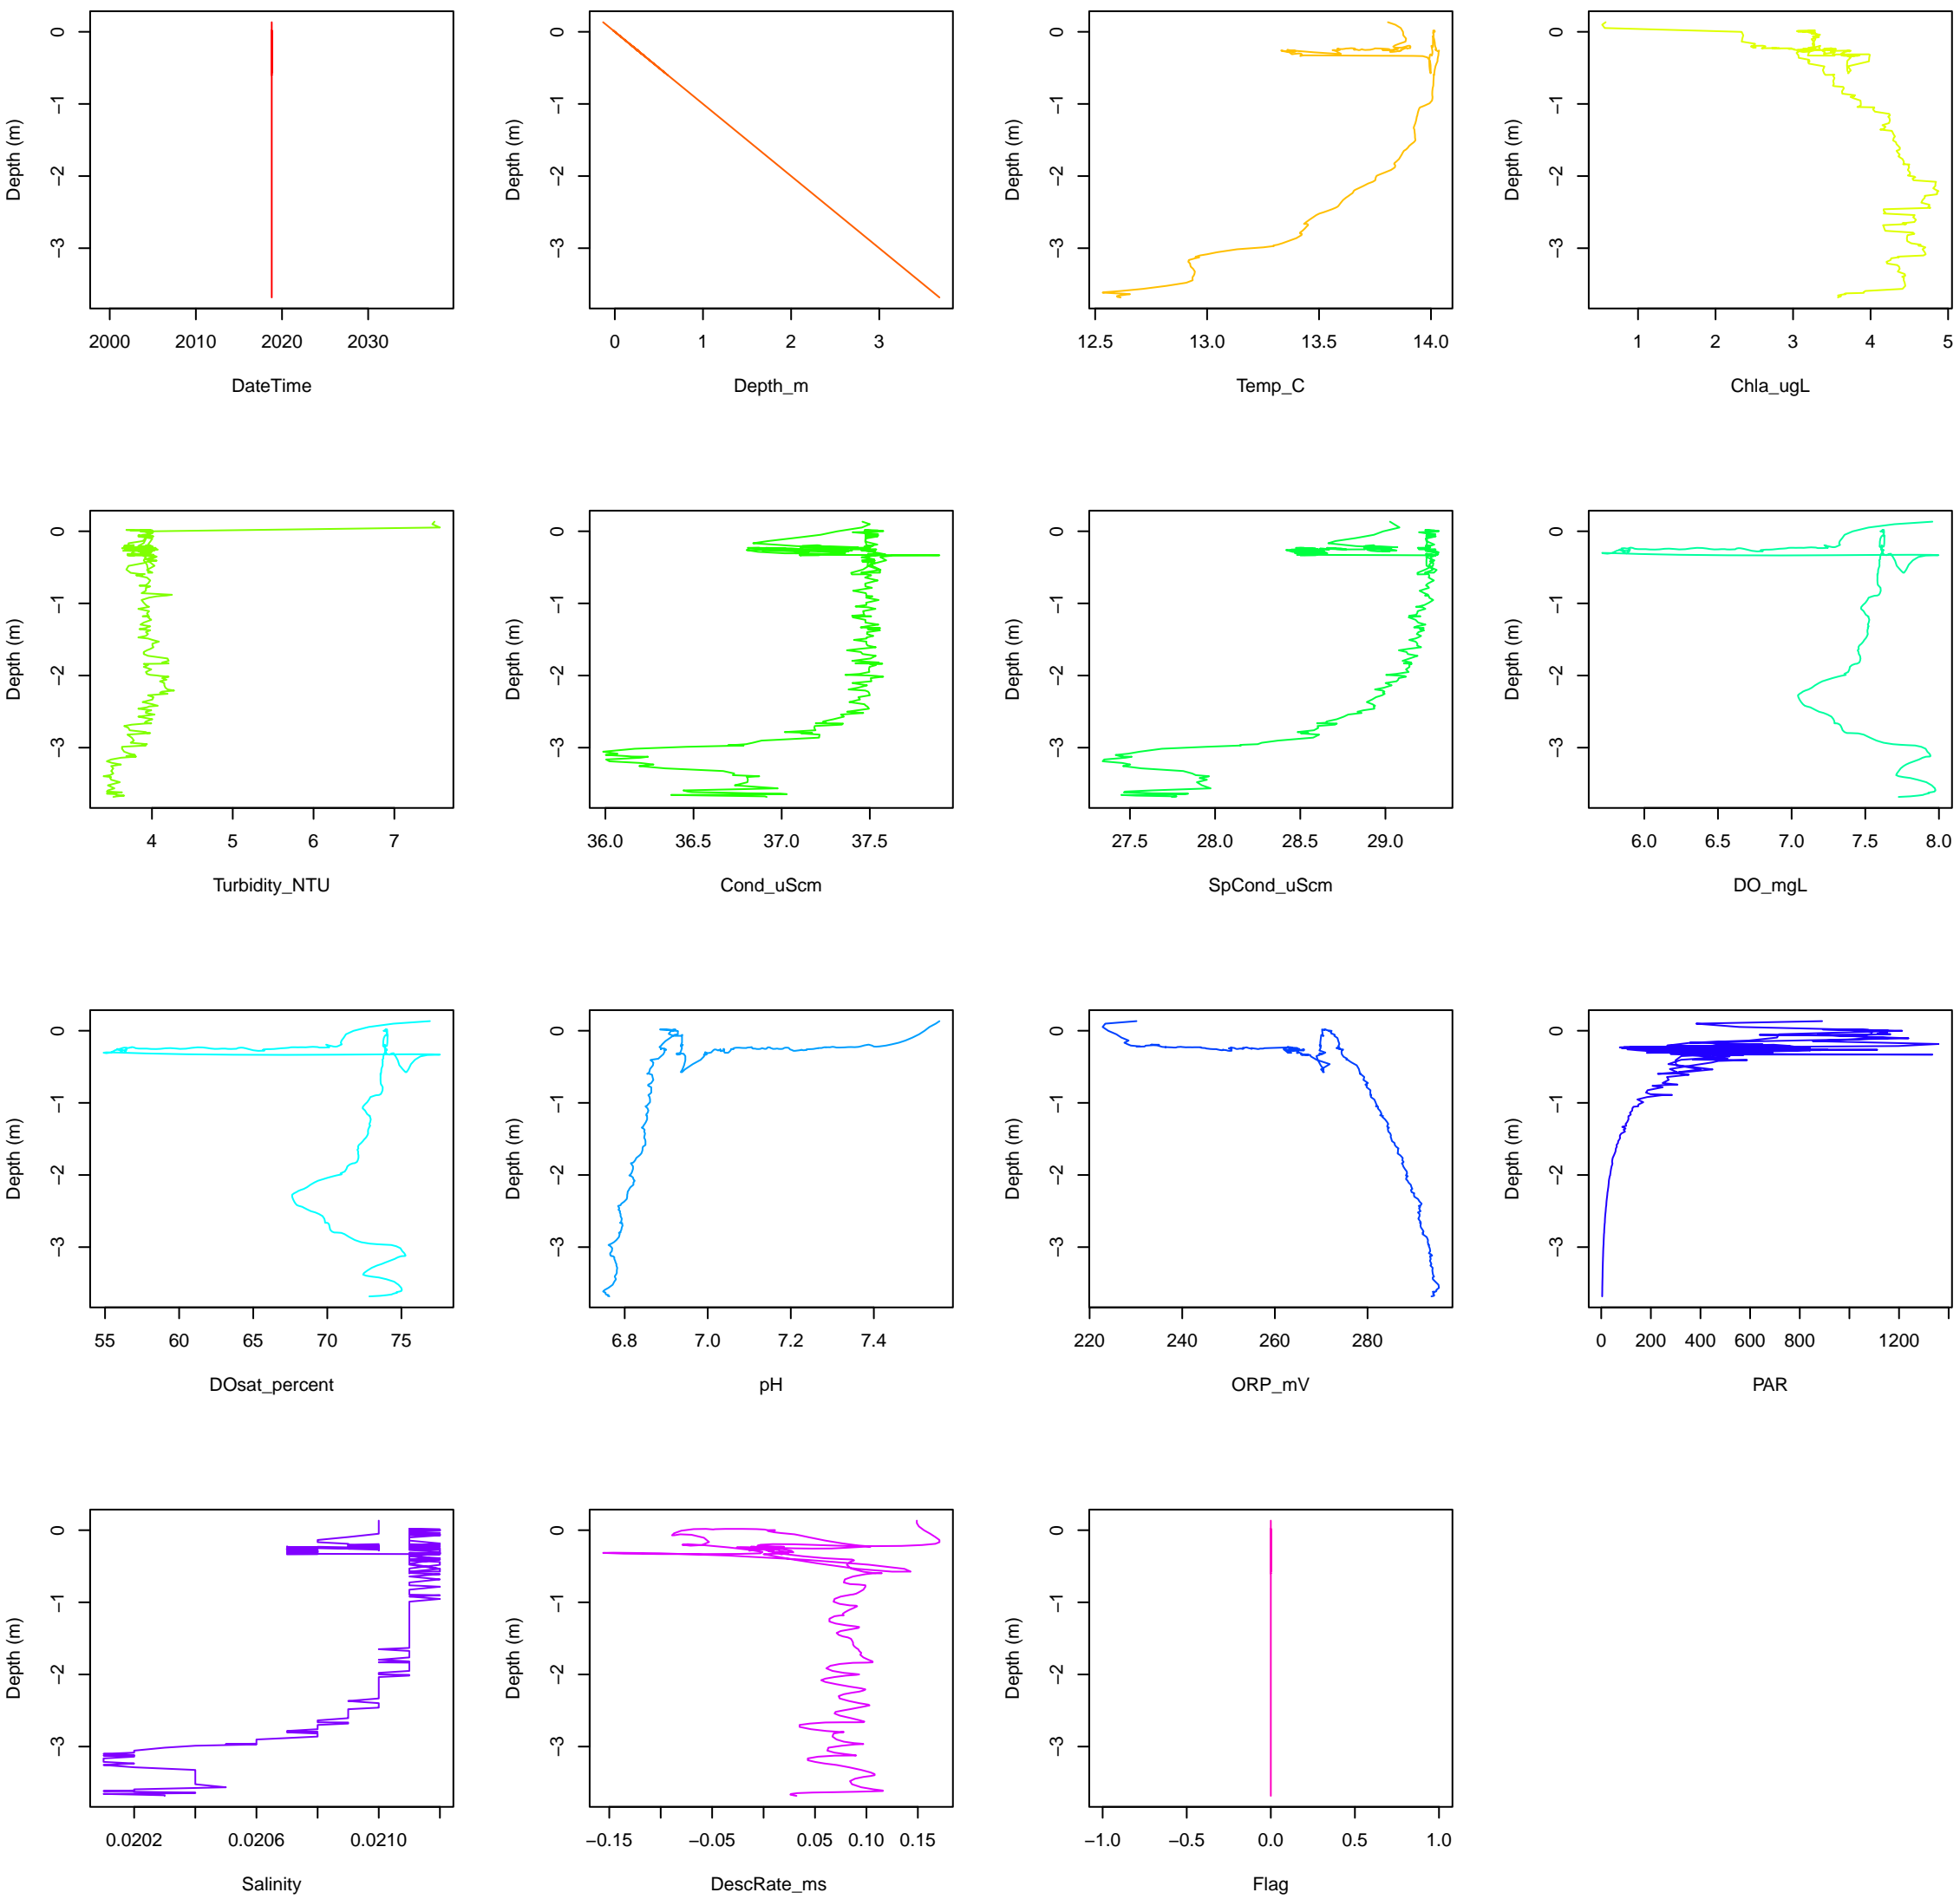 Depth (m)
0
−1
−2
−3
2000 2010 2020 2030
DateTime
Depth (m)
0
−1
−2
−3
0 1 2 3
Depth_m
Depth (m)
0
−1
−2
−3
12.5 13.0 13.5 14.0
Temp_C
Depth (m)
0
−1
−2
−3
1 2 3 4 5
Chla_ugL
Depth (m)
0
−1
−2
−3
4 5 6 7
Turbidity_NTU
Depth (m)
0
−1
−2
−3
36.0 36.5 37.0 37.5
Cond_uScm
Depth (m)
0
−1
−2
−3
27.5 28.0 28.5 29.0
SpCond_uScm
Depth (m)
0
−1
−2
−3
6.0 6.5 7.0 7.5 8.0
DO_mgL
Depth (m)
0
−1
−2
−3
55 60 65 70 75
DOsat_percent
Depth (m)
0
−1
−2
−3
6.8 7.0 7.2 7.4
pH
Depth (m)
0
−1
−2
−3
220 240 260 280
ORP_mV
Depth (m)
0
−1
−2
−3
0 200 400 600 800 1200
PAR
Depth (m)
0
−1
−2
−3
0.0202 0.0206 0.0210
Salinity
Depth (m)
0
−1
−2
−3
−0.15 −0.05 0.05 0.10 0.15
DescRate_ms
Depth (m)
0
−1
−2
−3
−1.0 −0.5 0.0 0.5 1.0
Flag